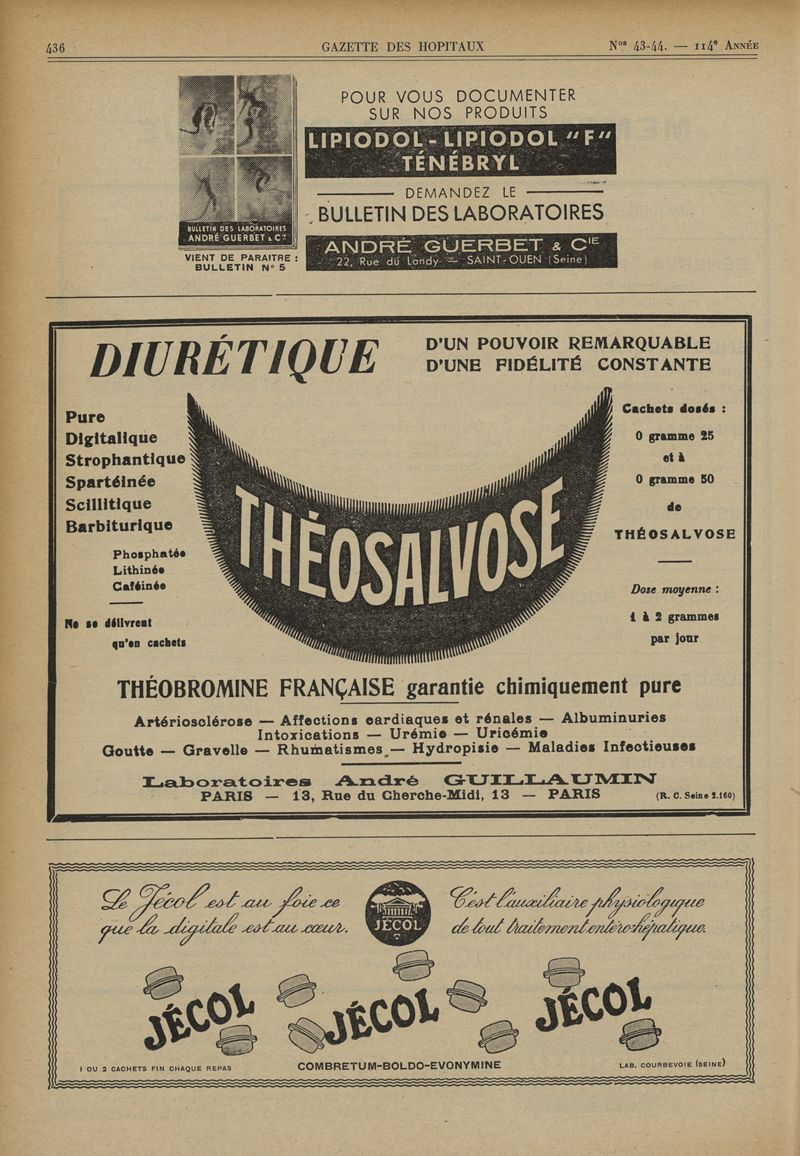 436
GAZETTE DES HOPITAUX
Nos 43-44. — 114e ANNÉE
BULLETIN DES LABORATOIRES
ANDRÉ GUERBET & Cie
VIENT DE PARAITRE :
BULLETIN N° 5
POUR VOUS DOCUMENTER
SUR NOS PRODUITS
LIPIODOL - LIPIODOL "F"
TÉNÉBRYL
DEMANDEZ LE
BULLETIN DES LABORATOIRES
ANDRÉ GUERBET & CIE
22, Rue du Landy — SAINT-OUEN (Seine)
DIURÉTIQUE
D'UN POUVOIR REMARQUABLE
D'UNE FIDÉLITÉ CONSTANTE
Pure
Digitalique
Strophantique
Spartéinée
Scillitique
Barbiturique
Phosphatée
Lithinée
Caféinée
Ne se délivrent
qu'en cachets
THÉOSALVOSE
Cachets dosés :
0 gramme 25
et à
0 gramme 50
de
THÉOSALVOSE
Dose moyenne :
1 à 2 grammes
par jour
THÉOBROMINE FRANÇAISE garantie chimiquement pure
Artériosclérose — Affections cardiaques et rénales — Albuminuries
Intoxications — Urémie — Uricémie
Goutte — Gravelle — Rhumatismes — Hydropisie — Maladies Infectieuses
Laboratoires André GUILLAUMIN
PARIS — 13, Rue du Cherche-Midi, 13 — PARIS
(R. C. Seine 2.160)
Le Jécol est au foie ce
que la digitale est au cœur.
JÉCOL
C'est l'auxiliaire physiologique
de tout traitement entéro-hépatique.
JÉCOL
JÉCOL
JÉCOL
1 OU 2 CACHETS FIN CHAQUE REPAS
COMBRETUM-BOLDO-EVONYMINE
LAB. COURBEVOIE (SEINE)